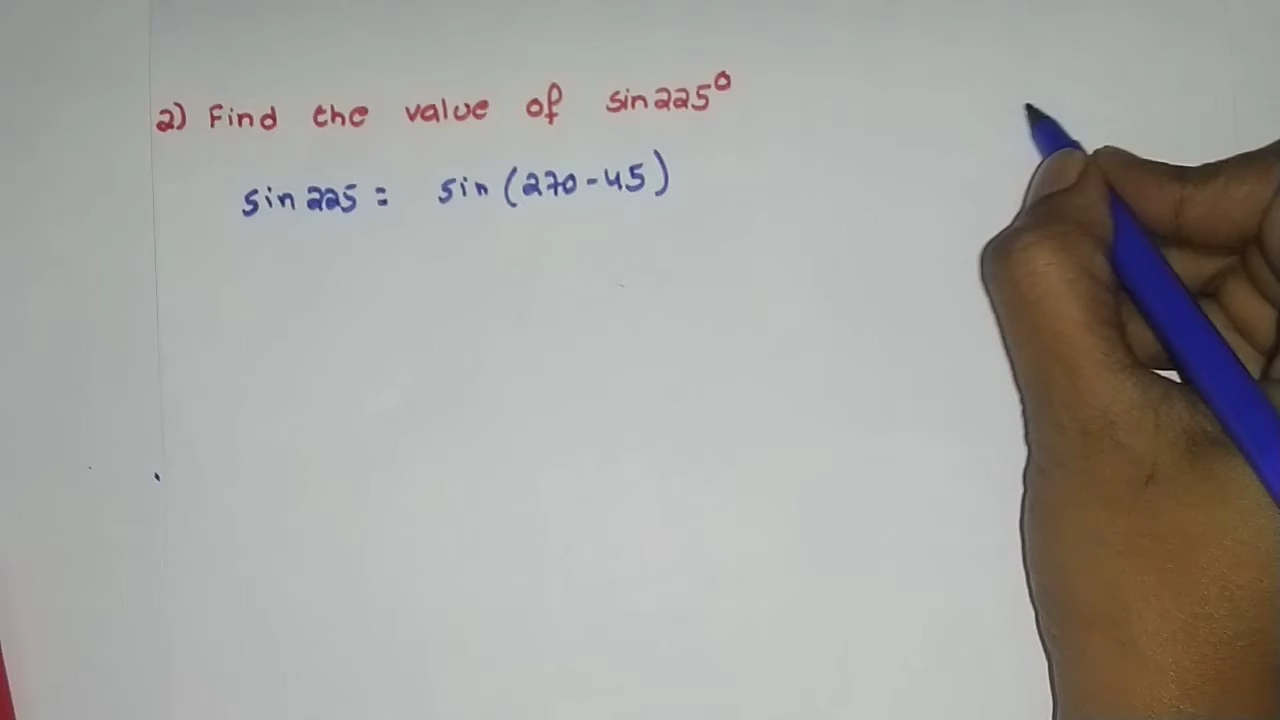 2) Find the value of sin225°
sin225 = sin(270-45)